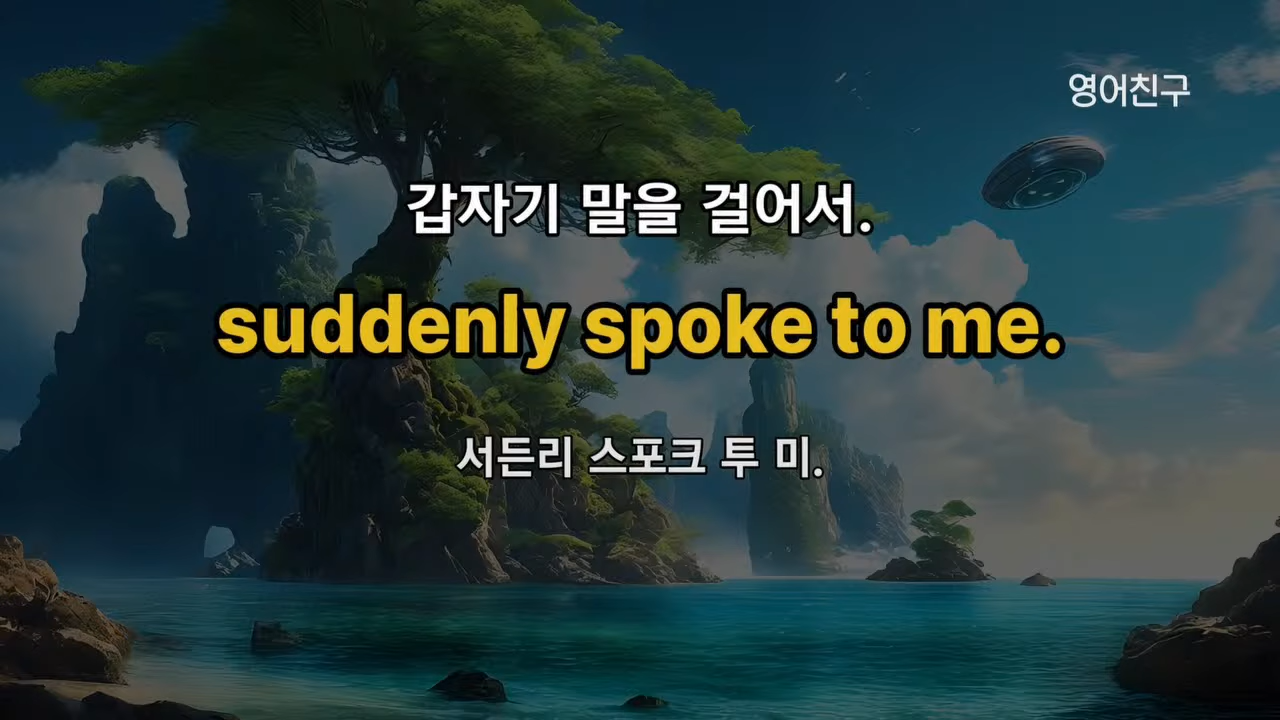 영어친구
갑자기 말을 걸어서.
suddenly spoke to me.
서든리 스포크 투 미.